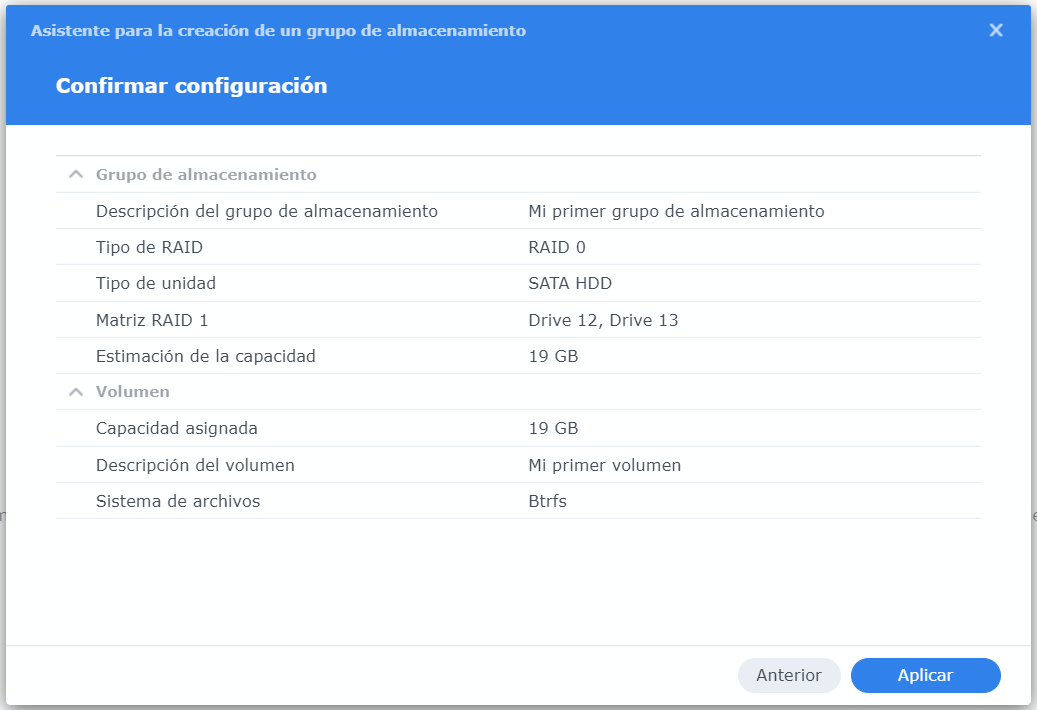 Asistente para la creación de un grupo de almacenamiento
Confirmar configuración
Grupo de almacenamiento
Descripción del grupo de almacenamiento Mi primer grupo de almacenamiento
Tipo de RAID RAID 0
Tipo de unidad SATA HDD
Matriz RAID 1 Drive 12, Drive 13
Estimación de la capacidad 19 GB
Volumen
Capacidad asignada 19 GB
Descripción del volumen Mi primer volumen
Sistema de archivos Btrfs
Anterior Aplicar